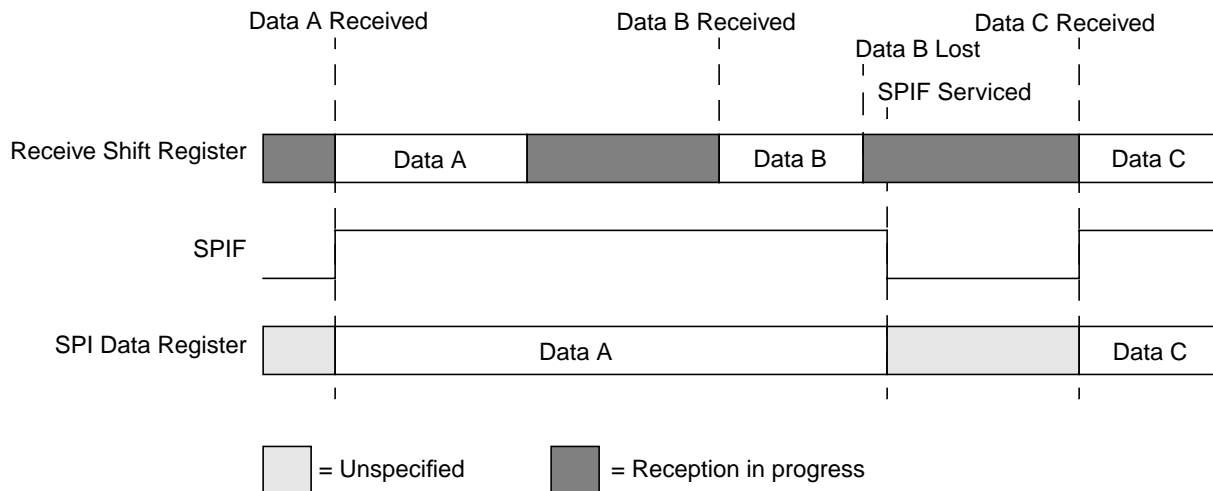 Data A Received
Data B Received
Data C Received
Data B Lost
SPIF Serviced
Receive Shift Register
Data A
Data B
Data C
SPIF
SPI Data Register
Data A
Data C
= Unspecified
= Reception in progress